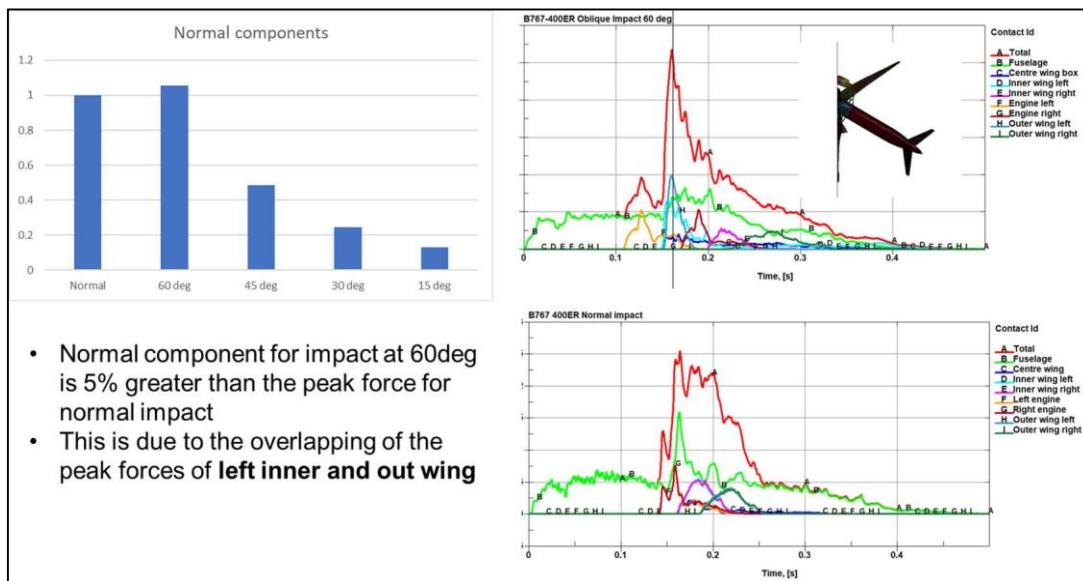 Normal components
1.2
1
0.8
0.6
0.4
0.2
0
Normal 60 deg 45 deg 30 deg 15 deg
• Normal component for impact at 60deg
is 5% greater than the peak force for
normal impact
• This is due to the overlapping of the
peak forces of left inner and out wing
B767-400ER Oblique Impact 60 deg
Contact Id
A Total
B Fuselage
C Centre wing box
D Inner wing left
E Inner wing right
F Engine left
G Engine right
H Outer wing left
I Outer wing right
0 0.1 0.2 0.3 0.4
Time, [s]
B767 400ER Normal impact
Contact Id
A Total
B Fuselage
C Centre wing
D Inner wing left
E Inner wing right
F Left engine
G Right engine
H Outer wing left
I Outer wing right
0 0.1 0.2 0.3 0.4
Time, [s]